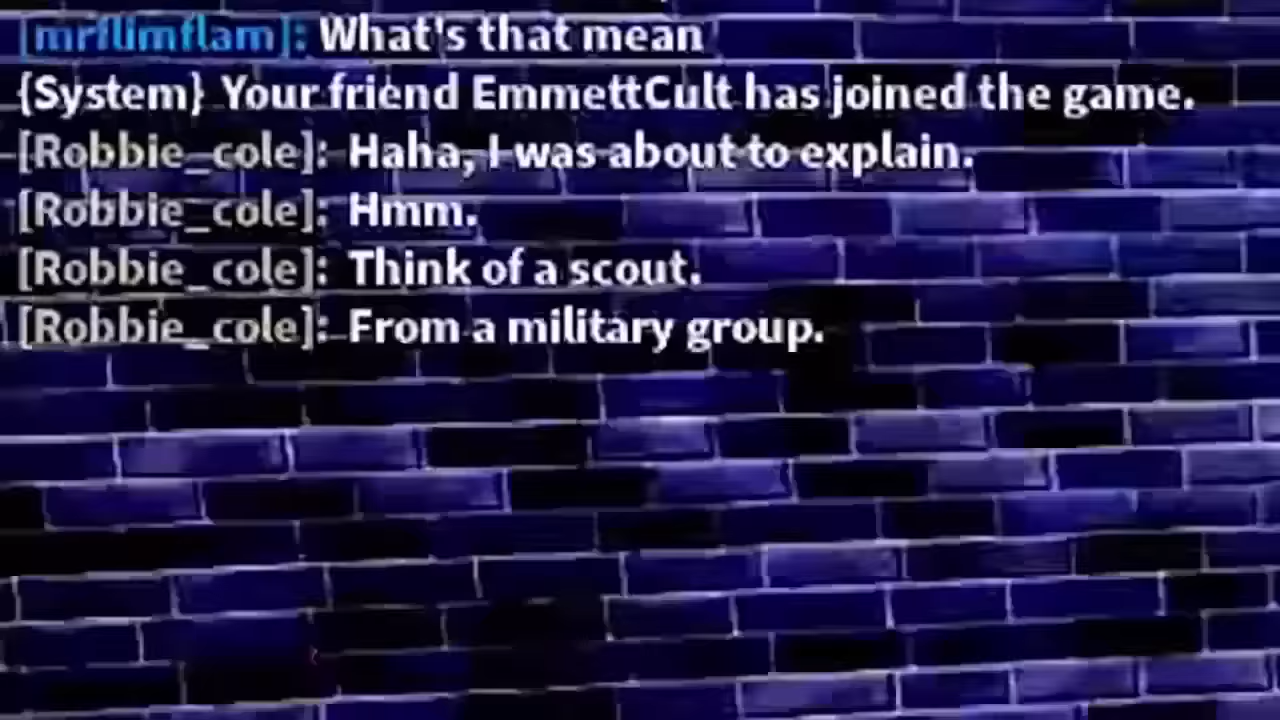 [mrflimflam]: What's that mean
{System} Your friend EmmettCult has joined the game.
[Robbie_cole]: Haha, I was about to explain.
[Robbie_cole]: Hmm.
[Robbie_cole]: Think of a scout.
[Robbie_cole]: From a military group.